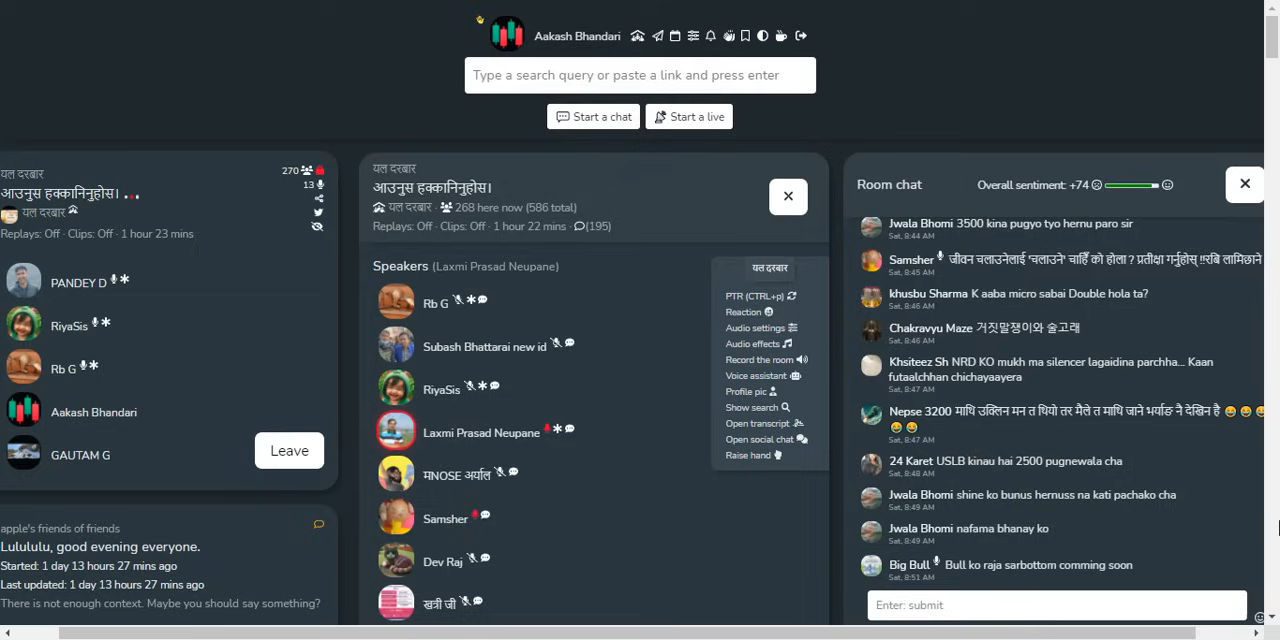 Aakash Bhandari
Type a search query or paste a link and press enter
Start a chat
Start a live
यल दरबार
270
आउनुस हक्कानिनुहोस।
13
यल दरबार
Replays: Off · Clips: Off · 1 hour 23 mins
PANDEY D
RiyaSis
Rb G
Aakash Bhandari
GAUTAM G
Leave
apple's friends of friends
Lulululu, good evening everyone.
Started: 1 day 13 hours 27 mins ago
Last updated: 1 day 13 hours 27 mins ago
There is not enough context. Maybe you should say something?
यल दरबार
आउनुस हक्कानिनुहोस।
यल दरबार · 268 here now (586 total)
Replays: Off · Clips: Off · 1 hour 22 mins · (195)
Speakers (Laxmi Prasad Neupane)
Rb G
Subash Bhattarai new id
RiyaSis
Laxmi Prasad Neupane
मNOSE अर्याल
Samsher
Dev Raj
खत्री जी
यल दरबार
PTR (CTRL+p)
Reaction
Audio settings
Audio effects
Record the room
Voice assistant
Profile pic
Show search
Open transcript
Open social chat
Raise hand
Room chat
Overall sentiment: +74
Jwala Bhomi 3500 kina pugyo tyo hernu paro sir
Sat, 8:44 AM
Samsher जीवन चलाउनेलाई 'चलाउने' चाहिँ को होला ? प्रतीक्षा गर्नुहोस् !!रबि लामिछाने
Sat, 8:45 AM
khusbu Sharma K aaba micro sabai Double hola ta?
Sat, 8:46 AM
Chakravyu Maze 거짓말쟁이와 술고래
Sat, 8:46 AM
Khsiteez Sh NRD KO mukh ma silencer lagaidina parchha... Kaan
futaalchhan chichayaayera
Sat, 8:47 AM
Nepse 3200 माथि उक्लिन मन त थियो तर मैले त माथि जाने भर्याङ नै देखिन है 😂😂😂
😂😂
Sat, 8:47 AM
24 Karet USLB kinau hai 2500 pugnewala cha
Sat, 8:48 AM
Jwala Bhomi shine ko bunus hernuss na kati pachako cha
Sat, 8:49 AM
Jwala Bhomi nafama bhanay ko
Sat, 8:49 AM
Big Bull Bull ko raja sarbottom comming soon
Sat, 8:51 AM
Enter: submit